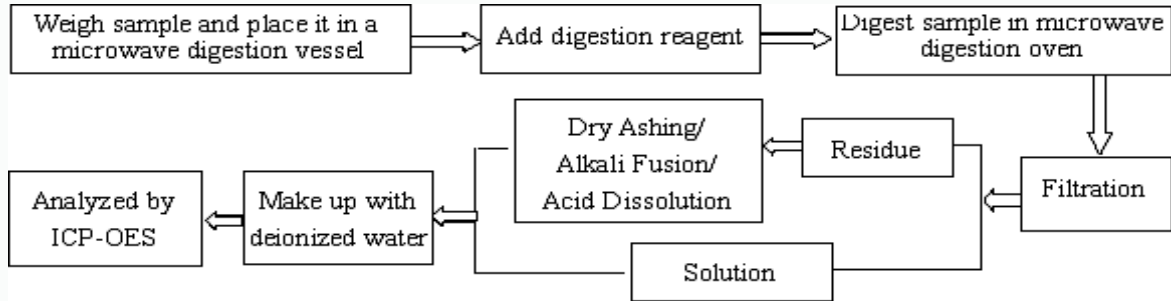 Weigh sample and place it in a
microwave digestion vessel
Add digestion reagent
Digest sample in microwave
digestion oven
Filtration
Residue
Dry Ashing/
Alkali Fusion/
Acid Dissolution
Solution
Make up with
deionized water
Analyzed by
ICP-OES